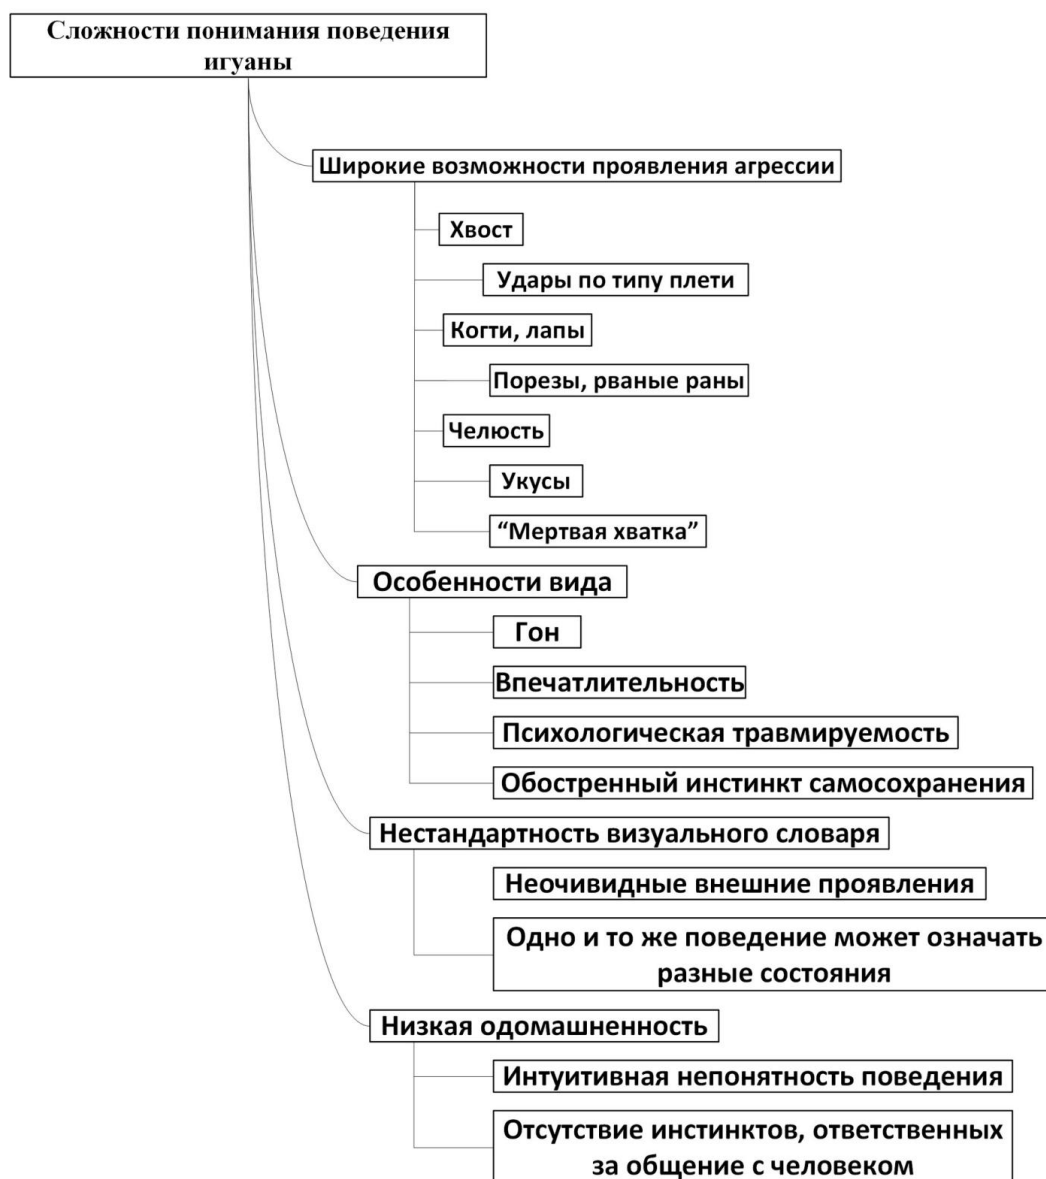 Сложности понимания поведения
игуаны
Широкие возможности проявления агрессии
Хвост
Удары по типу плети
Когти, лапы
Порезы, рваные раны
Челюсть
Укусы
“Мертвая хватка”
Особенности вида
Гон
Впечатлительность
Психологическая травмируемость
Обостренный инстинкт самосохранения
Нестандартность визуального словаря
Неочивидные внешние проявления
Одно и то же поведение может означать
разные состояния
Низкая одомашненность
Интуитивная непонятность поведения
Отсутствие инстинктов, ответственных
за общение с человеком